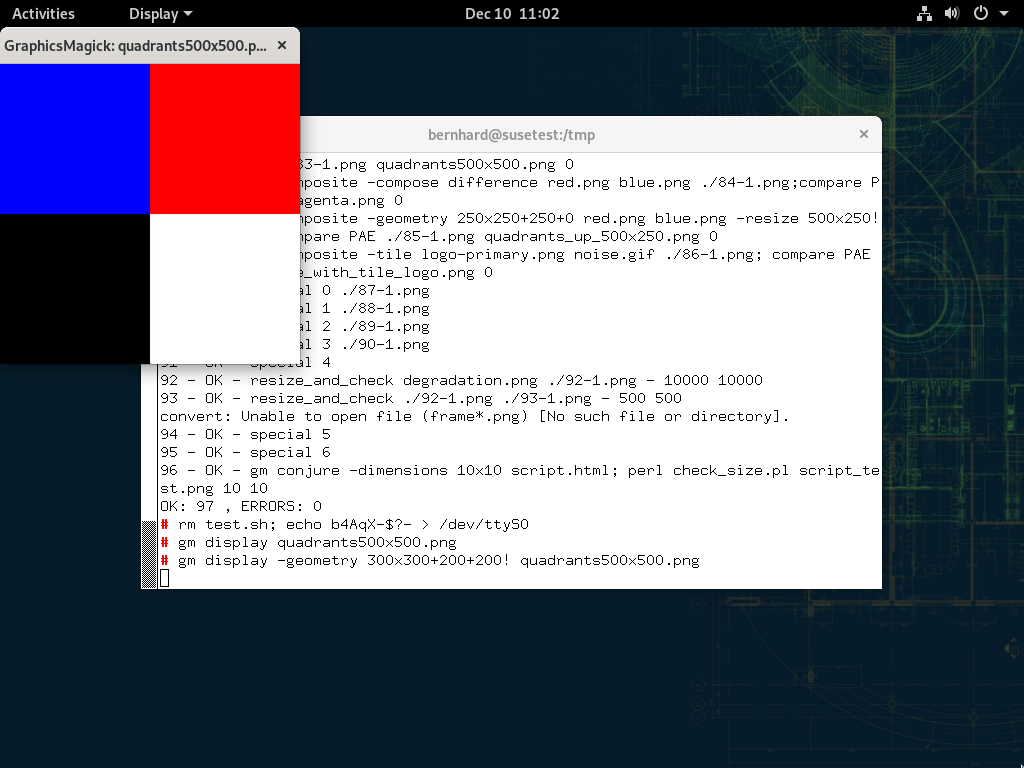 Activities Display Dec 10 11:02
GraphicsMagick: quadrants500x500.p...
bernhard@susetest:/tmp
83-1.png quadrants500x500.png 0
mposite -compose difference red.png blue.png ./84-1.png;compare P
agenta.png 0
mposite -geometry 250x250+250+0 red.png blue.png -resize 500x250!
mpare PAE ./85-1.png quadrants_up_500x250.png 0
mposite -tile logo-primary.png noise.gif ./86-1.png; compare PAE
e_with_tile_logo.png 0
al 0 ./87-1.png
al 1 ./88-1.png
al 2 ./89-1.png
al 3 ./90-1.png
91 - OK - special 4
92 - OK - resize_and_check degradation.png ./92-1.png - 10000 10000
93 - OK - resize_and_check ./92-1.png ./93-1.png - 500 500
convert: Unable to open file (frame*.png) [No such file or directory].
94 - OK - special 5
95 - OK - special 6
96 - OK - gm conjure -dimensions 10x10 script.html; perl check_size.pl script_te
st.png 10 10
OK: 97 , ERRORS: 0
# rm test.sh; echo b4AqX-$?- > /dev/ttyS0
# gm display quadrants500x500.png
# gm display -geometry 300x300+200+200! quadrants500x500.png